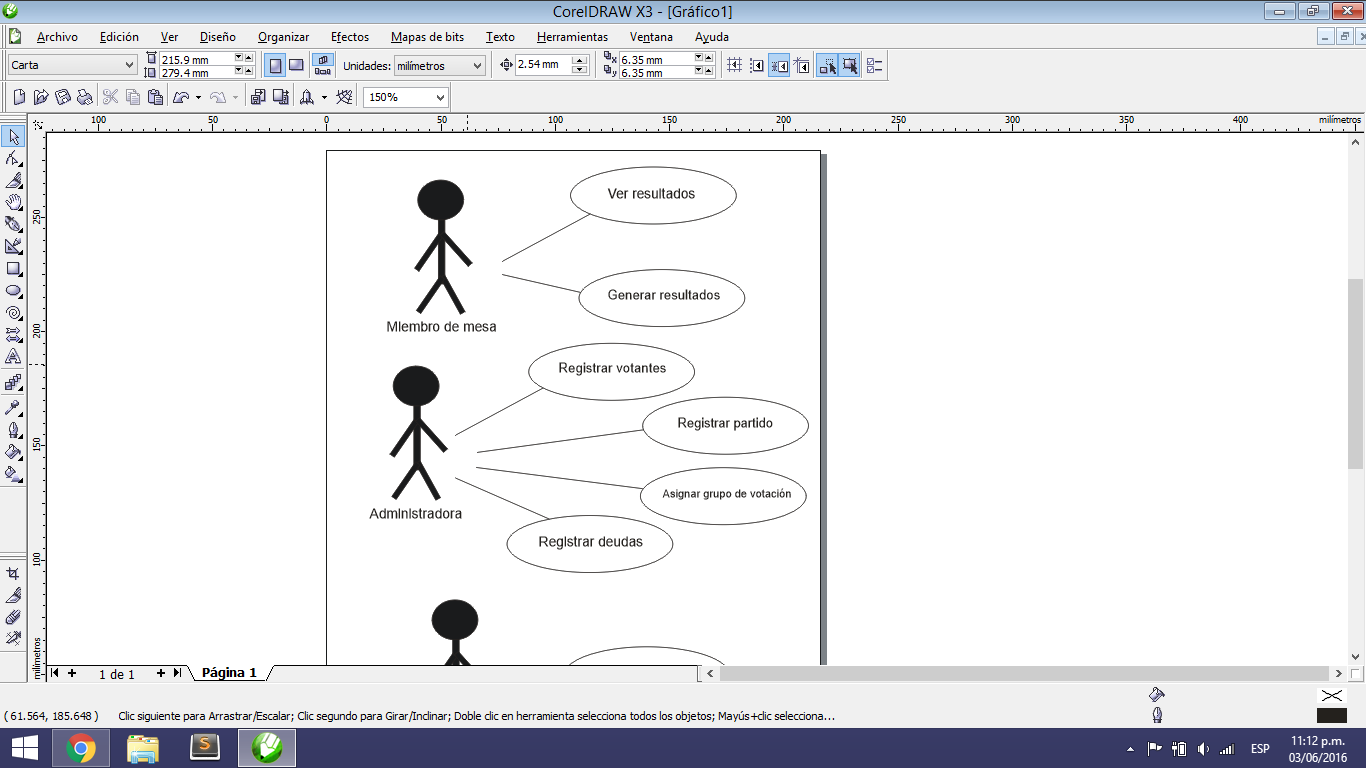 CorelDRAW X3 - [Gráfico1]
Archivo Edición Ver Diseño Organizar Efectos Mapas de bits Texto Herramientas Ventana Ayuda
Carta 215.9 mm Unidades: milímetros 2.54 mm 6.35 mm
279.4 mm 6.35 mm
150%
100 50 0 50 100 150 200 250 300 350 400 milímetros
250
200
150
100
milímetros
Ver resultados
Generar resultados
Miembro de mesa
Registrar votantes
Registrar partido
Asignar grupo de votación
Administradora
Registrar deudas
1 de 1 Página 1
( 61.564, 185.648 ) Clic siguiente para Arrastrar/Escalar; Clic segundo para Girar/Inclinar; Doble clic en herramienta selecciona todos los objetos; Mayús+clic selecciona...
ESP 11:12 p.m.
03/06/2016